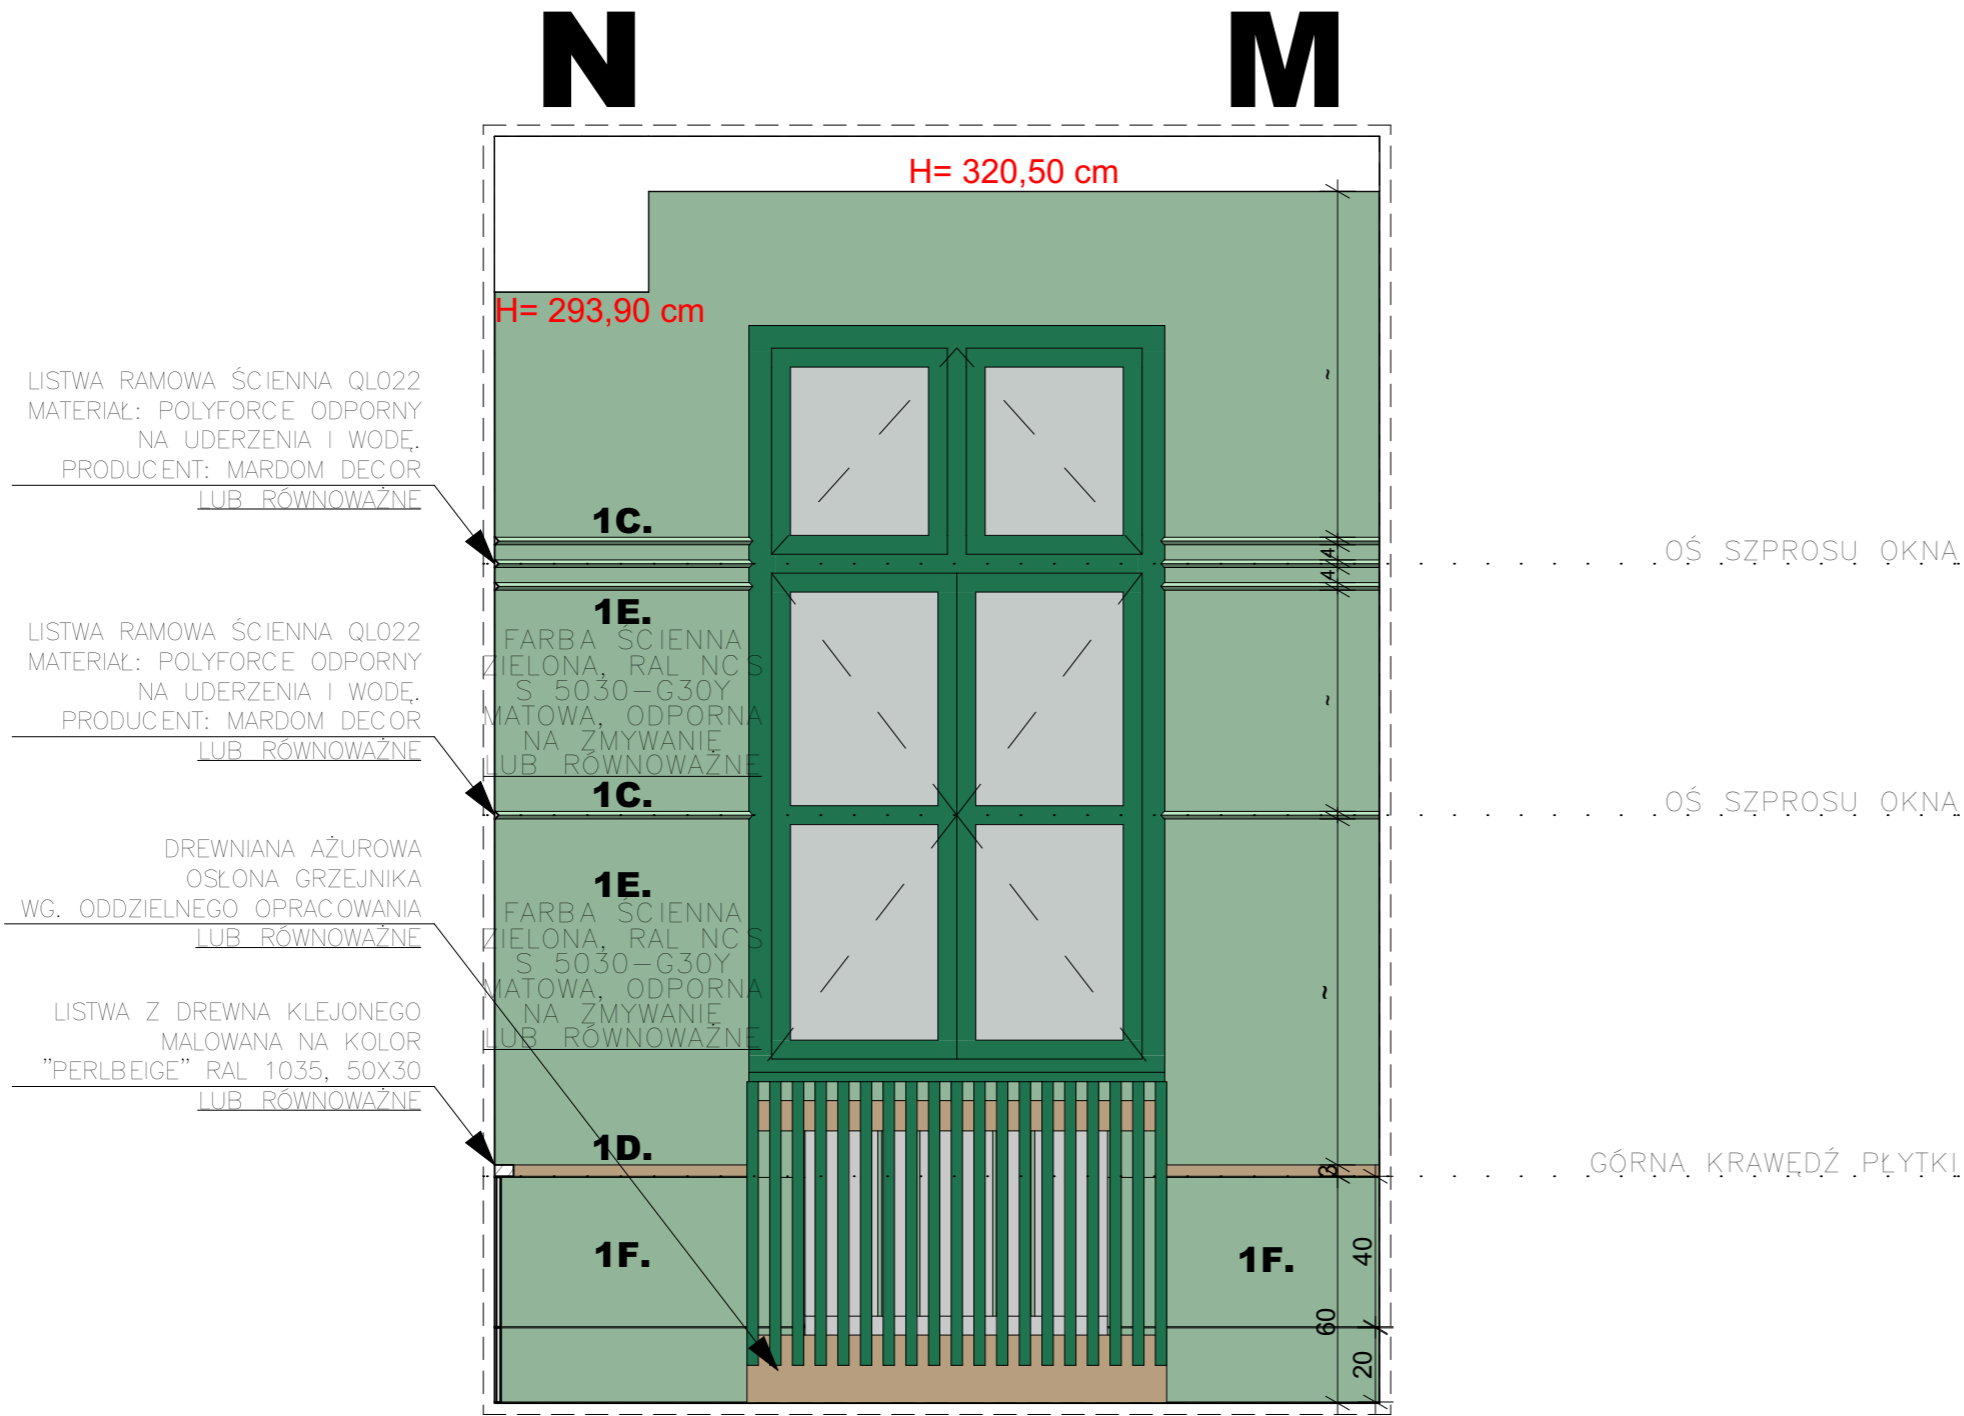 N
M
H= 320,50 cm
H= 293,90 cm
LISTWA RAMOWA ŚCIENNA QL022
MATERIAŁ: POLYFORCE ODPORNY
NA UDERZENIA I WODĘ.
PRODUCENT: MARDOM DECOR
LUB RÓWNOWAŻNE
1C.
4
4
OŚ SZPROSU OKNA
1E.
FARBA ŚCIENNA
ZIELONA, RAL NCS
S 5030-G30Y
MATOWA, ODPORNA
NA ZMYWANIE
LUB RÓWNOWAŻNE
LISTWA RAMOWA ŚCIENNA QL022
MATERIAŁ: POLYFORCE ODPORNY
NA UDERZENIA I WODĘ.
PRODUCENT: MARDOM DECOR
LUB RÓWNOWAŻNE
1C.
OŚ SZPROSU OKNA
DREWNIANA AŻUROWA
OSŁONA GRZEJNIKA
WG. ODDZIELNEGO OPRACOWANIA
LUB RÓWNOWAŻNE
1E.
FARBA ŚCIENNA
ZIELONA, RAL NCS
S 5030-G30Y
MATOWA, ODPORNA
NA ZMYWANIE
LUB RÓWNOWAŻNE
~
~
~
LISTWA Z DREWNA KLEJONEGO
MALOWANA NA KOLOR
"PERLBEIGE" RAL 1035, 50X30
LUB RÓWNOWAŻNE
1D.
3
GÓRNA KRAWĘDŹ PŁYTKI
1F.
1F.
40
60
20